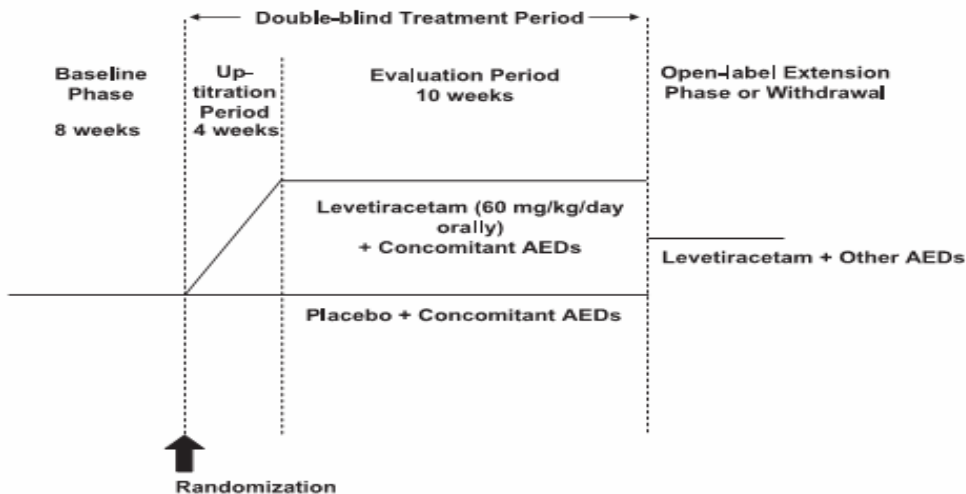 Double-blind Treatment Period
Baseline
Phase
8 weeks
Up-
titration
Period
4 weeks
Evaluation Period
10 weeks
Open-label Extension
Phase or Withdrawal
Levetiracetam (60 mg/kg/day
orally)
+ Concomitant AEDs
Levetiracetam + Other AEDs
Placebo + Concomitant AEDs
Randomization